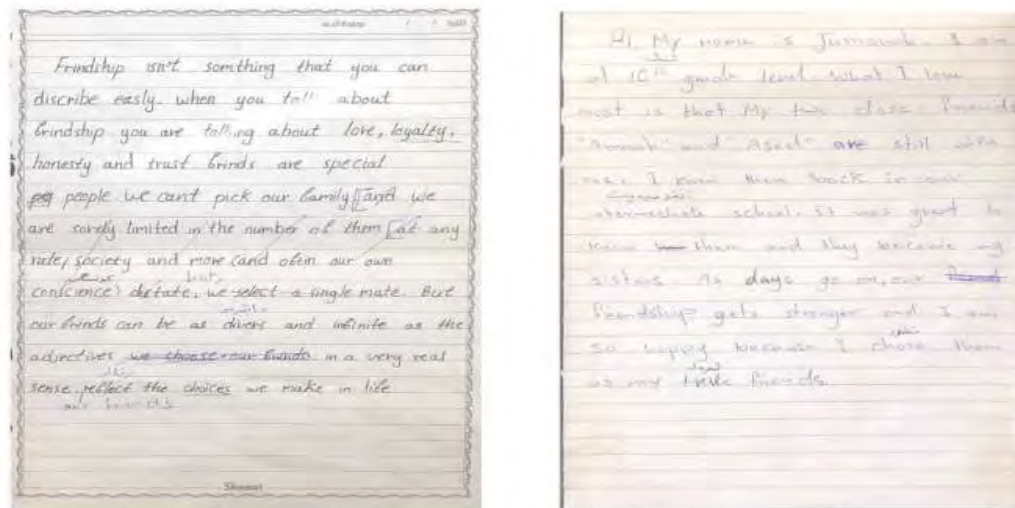 Frindship isn't somthing that you can
discribe easly. when you talk about
frindship you are talking about love, loyalty,
honesty and trust frinds are special
people we cant pick our family [and we
are sorely limited in the number of them [at any
rate, society and more (and oftin our own
conscience) dictate, we select a single mate. But
our frinds can be as divers and infinite as the
adjectives we choose our frinds in a very real
sense, reflect the choices we make in life
our friends
Shamel
Hi, My name is Jumanah. I am
at 10th grade level. What I love
most is that My two close friends
and "Aseel" are still with
me. I knew them back in our
intermediate school. it was great to
know them and they became my
sisters. As days go on, our
friendship gets stronger and I am
so happy because I chose them
as my friends.